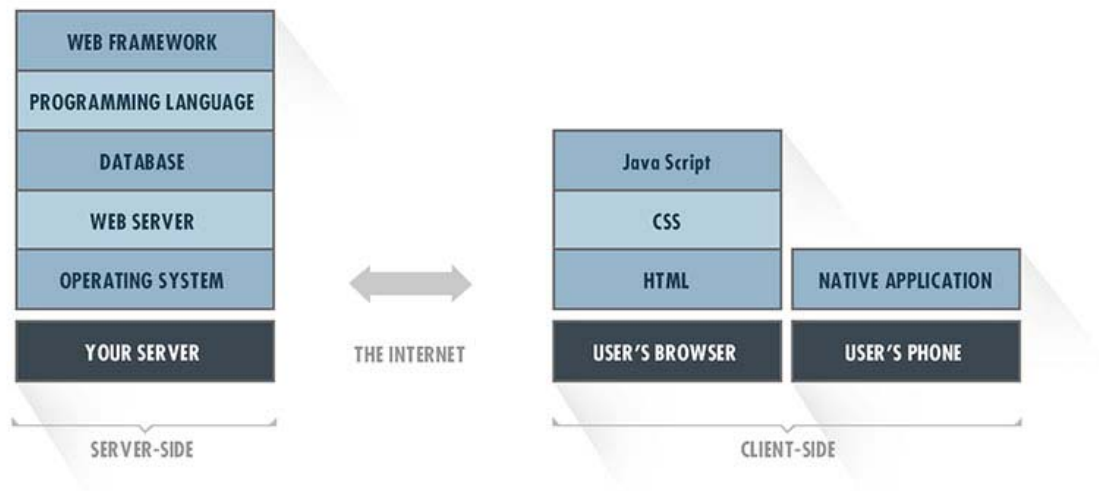 WEB FRAMEWORK
PROGRAMMING LANGUAGE
DATABASE
WEB SERVER
OPERATING SYSTEM
YOUR SERVER
SERVER-SIDE
THE INTERNET
Java Script
CSS
HTML
USER'S BROWSER
NATIVE APPLICATION
USER'S PHONE
CLIENT-SIDE